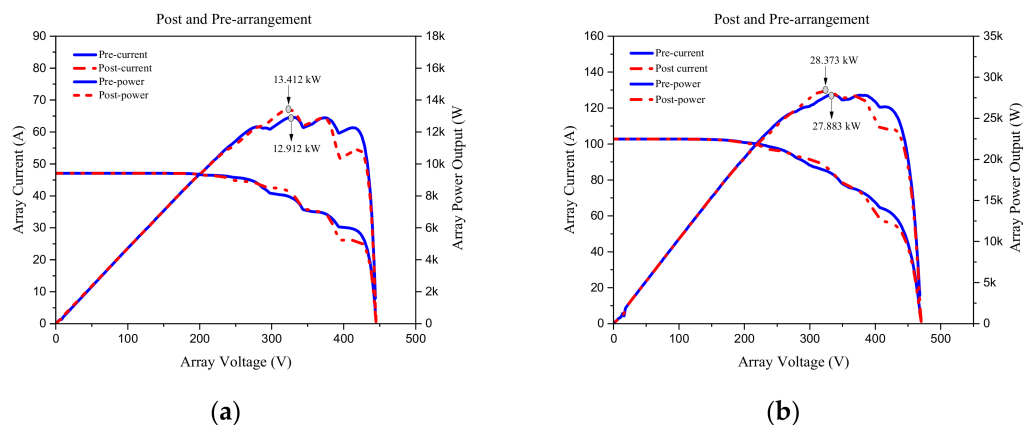 Post and Pre-arrangement
90
80
70
60
50
40
30
20
10
0
Array Current (A)
Pre-current
Post-current
Pre-power
Post-power
13.412 kW
12.912 kW
18k
16k
14k
12k
10k
8k
6k
4k
2k
0
Array Power Output (W)
0 100 200 300 400 500
Array Voltage (V)
(a)
Post and Pre-arrangement
160
140
120
100
80
60
40
20
0
Array Current (A)
Pre-current
Post current
Pre-power
Post-power
28.373 kW
27.883 kW
35k
30k
25k
20k
15k
10k
5k
0
Array Power Output (W)
0 100 200 300 400 500
Array Voltage (V)
(b)